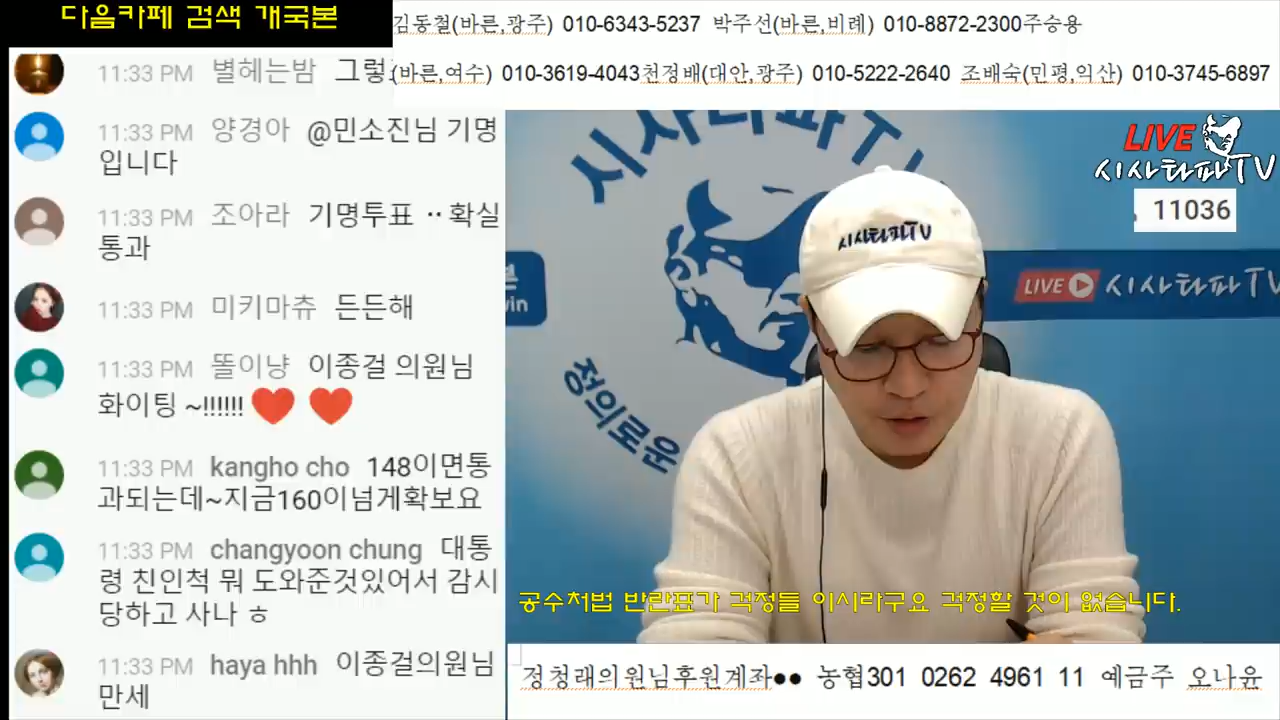 다음카페 검색 개국본
김동철(바른,광주) 010-6343-5237 박주선(바른,비례) 010-8872-2300주승용
(바른,여수) 010-3619-4043천정배(대안,광주) 010-5222-2640 조배숙(민평,익산) 010-3745-6897
11:33 PM 별헤는밤 그렇
11:33 PM 양경아 @민소진님 기명
입니다
11:33 PM 조아라 기명투표 ··확실
통과
11:33 PM 미키마츄 든든해
11:33 PM 똘이냥 이종걸 의원님
화이팅 ~!!!!!! ❤️ ❤️
11:33 PM kangho cho 148이면통
과되는데~지금160이넘게확보요
11:33 PM changyoon chung 대통
령 친인척 뭐 도와준것있어서 감시
당하고 사나 ㅎ
11:33 PM haya hhh 이종걸의원님
만세
시사타파TV
LIVE
시사타파TV
11036
시사타파TV
본
win
LIVE 시사타파TV
정의로운
공수처법 반란표가 걱정들 이시라구요 걱정할 것이 없습니다.
정청래의원님후원계좌●● 농협301 0262 4961 11 예금주 오나윤